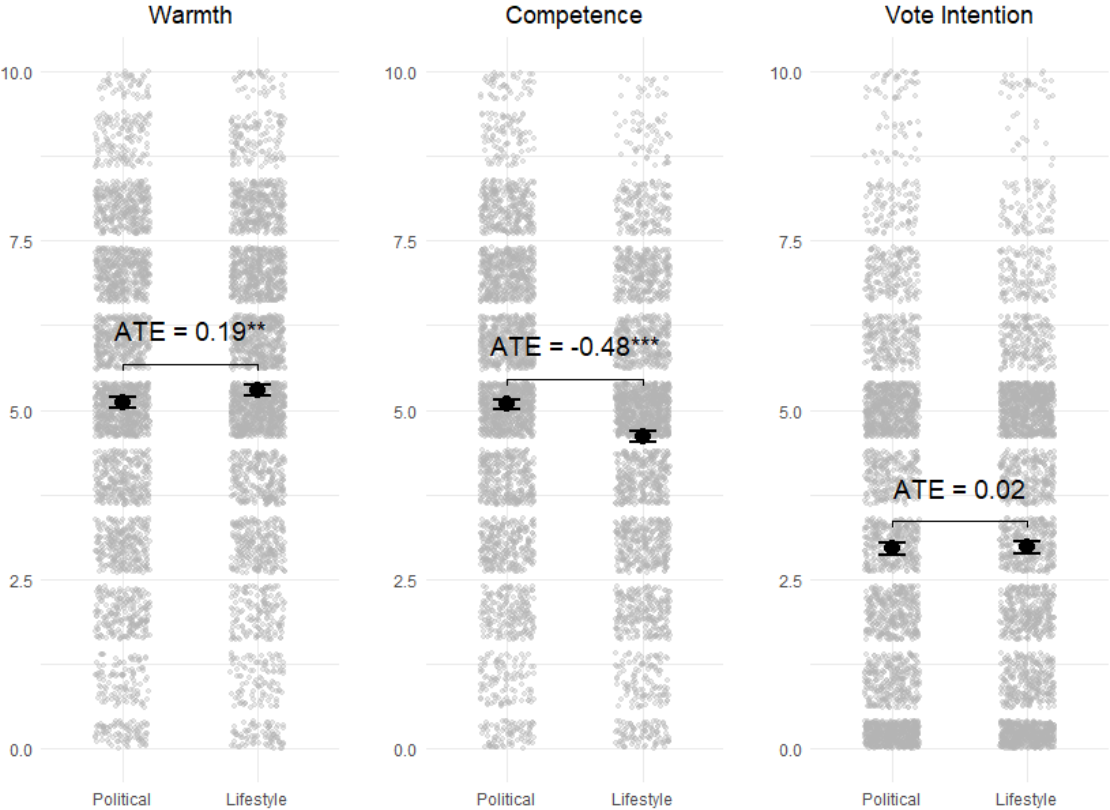 Warmth
10.0
7.5
5.0
2.5
0.0
ATE = 0.19**
Political Lifestyle
Competence
10.0
7.5
5.0
2.5
0.0
ATE = -0.48***
Political Lifestyle
Vote Intention
10.0
7.5
5.0
2.5
0.0
ATE = 0.02
Political Lifestyle